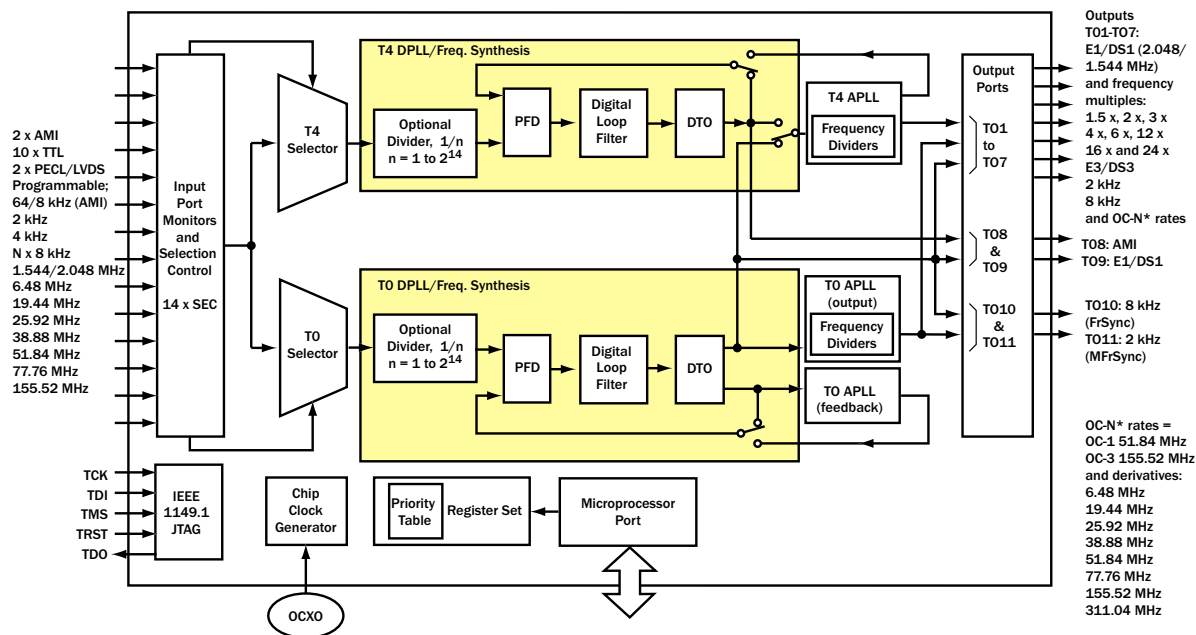 2 x AMI
10 x TTL
2 x PECL/LVDS
Programmable;
64/8 kHz (AMI)
2 kHz
4 kHz
N x 8 kHz
1.544/2.048 MHz
6.48 MHz
19.44 MHz
25.92 MHz
38.88 MHz
51.84 MHz
77.76 MHz
155.52 MHz
Input
Port
Monitors
and
Selection
Control
14 x SEC
T4
Selector
T4 DPLL/Freq. Synthesis
Optional
Divider, 1/n
n = 1 to 2^14
PFD
Digital
Loop
Filter
DTO
T4 APLL
Frequency
Dividers
T0
Selector
T0 DPLL/Freq. Synthesis
Optional
Divider, 1/n
n = 1 to 2^14
PFD
Digital
Loop
Filter
DTO
T0 APLL
(output)
Frequency
Dividers
T0 APLL
(feedback)
Output
Ports
TO1
to
TO7
TO8
&
TO9
TO10
&
TO11
Outputs
T01-T07:
E1/DS1 (2.048/
1.544 MHz)
and frequency
multiples:
1.5 x, 2 x, 3 x
4 x, 6 x, 12 x
16 x and 24 x
E3/DS3
2 kHz
8 kHz
and OC-N* rates
T08: AMI
T09: E1/DS1
TO10: 8 kHz
(FrSync)
TO11: 2 kHz
(MFrSync)
OC-N* rates =
OC-1 51.84 MHz
OC-3 155.52 MHz
and derivatives:
6.48 MHz
19.44 MHz
25.92 MHz
38.88 MHz
51.84 MHz
77.76 MHz
155.52 MHz
311.04 MHz
TCK
TDI
TMS
TRST
TDO
IEEE
1149.1
JTAG
Chip
Clock
Generator
OCXO
Priority
Table
Register Set
Microprocessor
Port